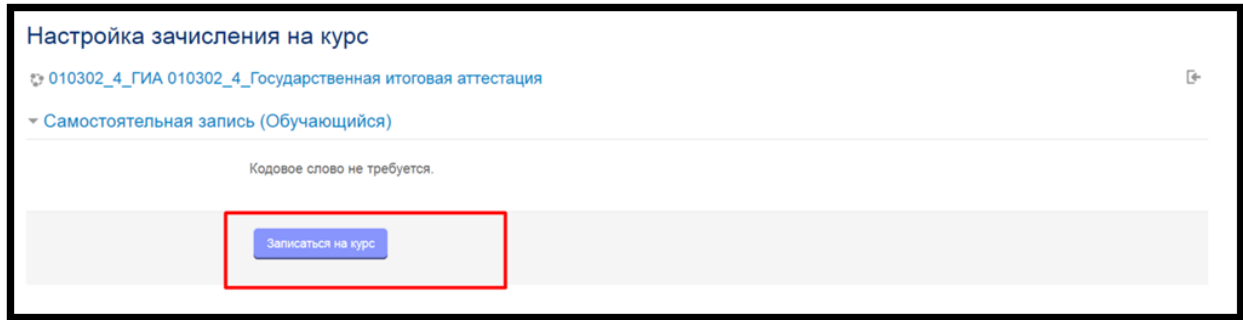 Настройка зачисления на курс
010302_4_ГИА 010302_4_Государственная итоговая аттестация
Самостоятельная запись (Обучающийся)
Кодовое слово не требуется.
Записаться на курс